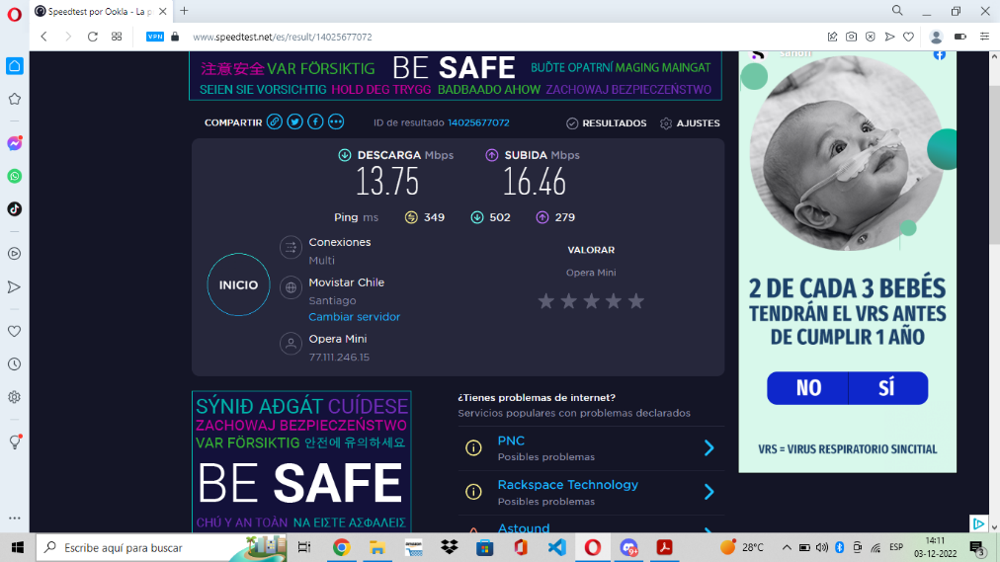 Speedtest por Ookla - La p
VPN
www.speedtest.net/es/result/14025677072
注意安全 VAR FÖRSIKTIG BE SAFE BUĎTE OPATRNÍ MAGING MAINGAT
SEIEN SIE VORSICHTIG HOLD DEG TRYGG BADBAADO AHOW ZACHOWAJ BEZPIECZEŃSTWO
Sanofi
COMPARTIR
ID de resultado 14025677072
RESULTADOS
AJUSTES
DESCARGA Mbps
SUBIDA Mbps
13.75
16.46
Ping ms 349 502 279
INICIO
Conexiones
Multi
Movistar Chile
Santiago
Cambiar servidor
Opera Mini
77.111.246.15
VALORAR
Opera Mini
SÝNIÐ AÐGÁT CUÍDESE
ZACHOWAJ BEZPIECZEŃSTWO
VAR FÖRSIKTIG 안전에 유의하세요
BE SAFE
CHÚ Ý AN TOÀN ΝΑ ΕΙΣΤΕ ΑΣΦΑΛΕΙΣ
¿Tienes problemas de internet?
Servicios populares con problemas declarados
PNC
Posibles problemas
Rackspace Technology
Posibles problemas
Astound
2 DE CADA 3 BEBÉS
TENDRÁN EL VRS ANTES
DE CUMPLIR 1 AÑO
NO
SÍ
VRS = VIRUS RESPIRATORIO SINCITIAL
Escribe aquí para buscar
28°C
ESP
14:11
03-12-2022
3